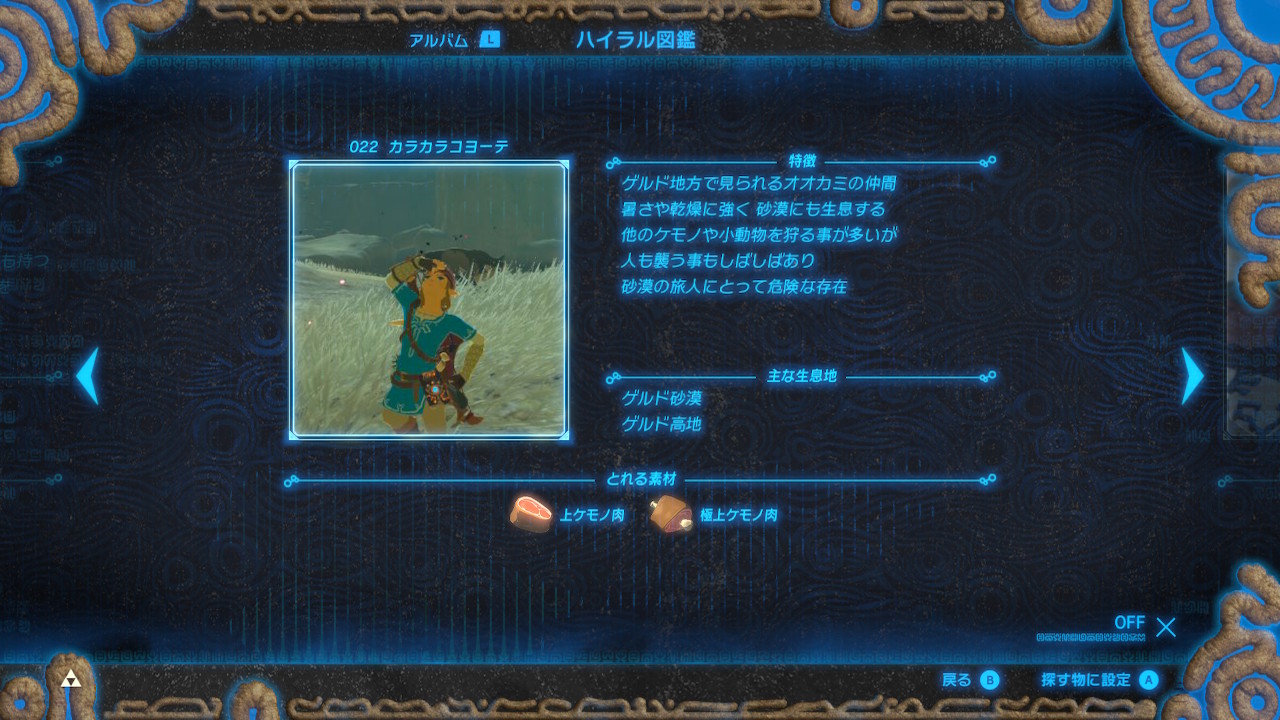 アルバム L
ハイラル図鑑
022 カラカラコヨーテ
特徴
ゲルド地方で見られるオオカミの仲間
暑さや乾燥に強く 砂漠にも生息する
他のケモノや小動物を狩る事が多いが
人も襲う事もしばしばあり
砂漠の旅人にとって危険な存在
主な生息地
ゲルド砂漠
ゲルド高地
とれる素材
上ケモノ肉
極上ケモノ肉
OFF
戻る B
探す物に設定 A